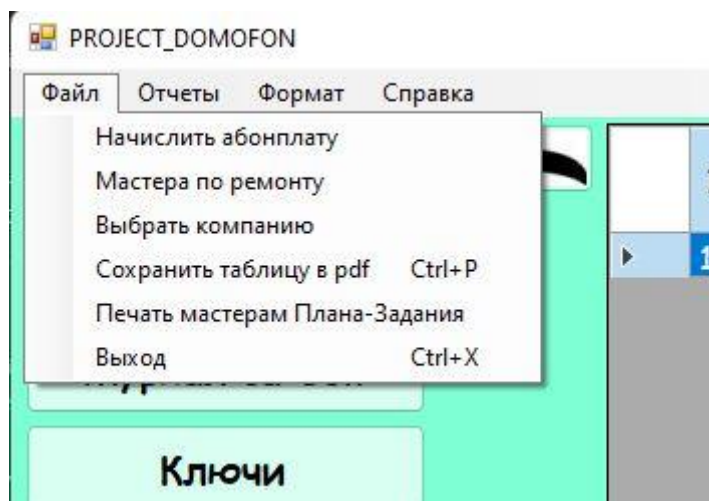 PROJECT_DOMOFON
Файл Отчеты Формат Справка
Начислить абонплату
Мастера по ремонту
Выбрать компанию
Сохранить таблицу в pdf Ctrl+P
Печать мастерам Плана-Задания
Выход Ctrl+X
Ключи